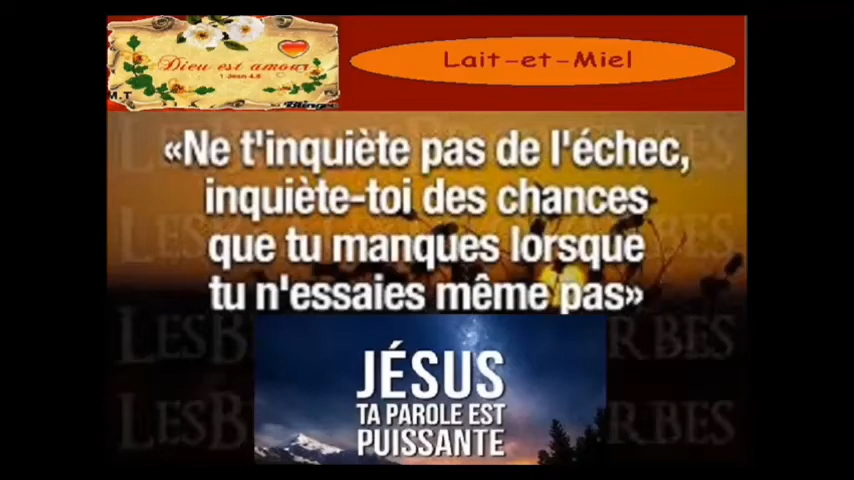 Dieu est amour
1 Jean 4.8
M.T
Blingee
Lait-et-Miel
«Ne t'inquiète pas de l'échec,
inquiète-toi des chances
que tu manques lorsque
tu n'essaies même pas»
JÉSUS
TA PAROLE EST
PUISSANTE